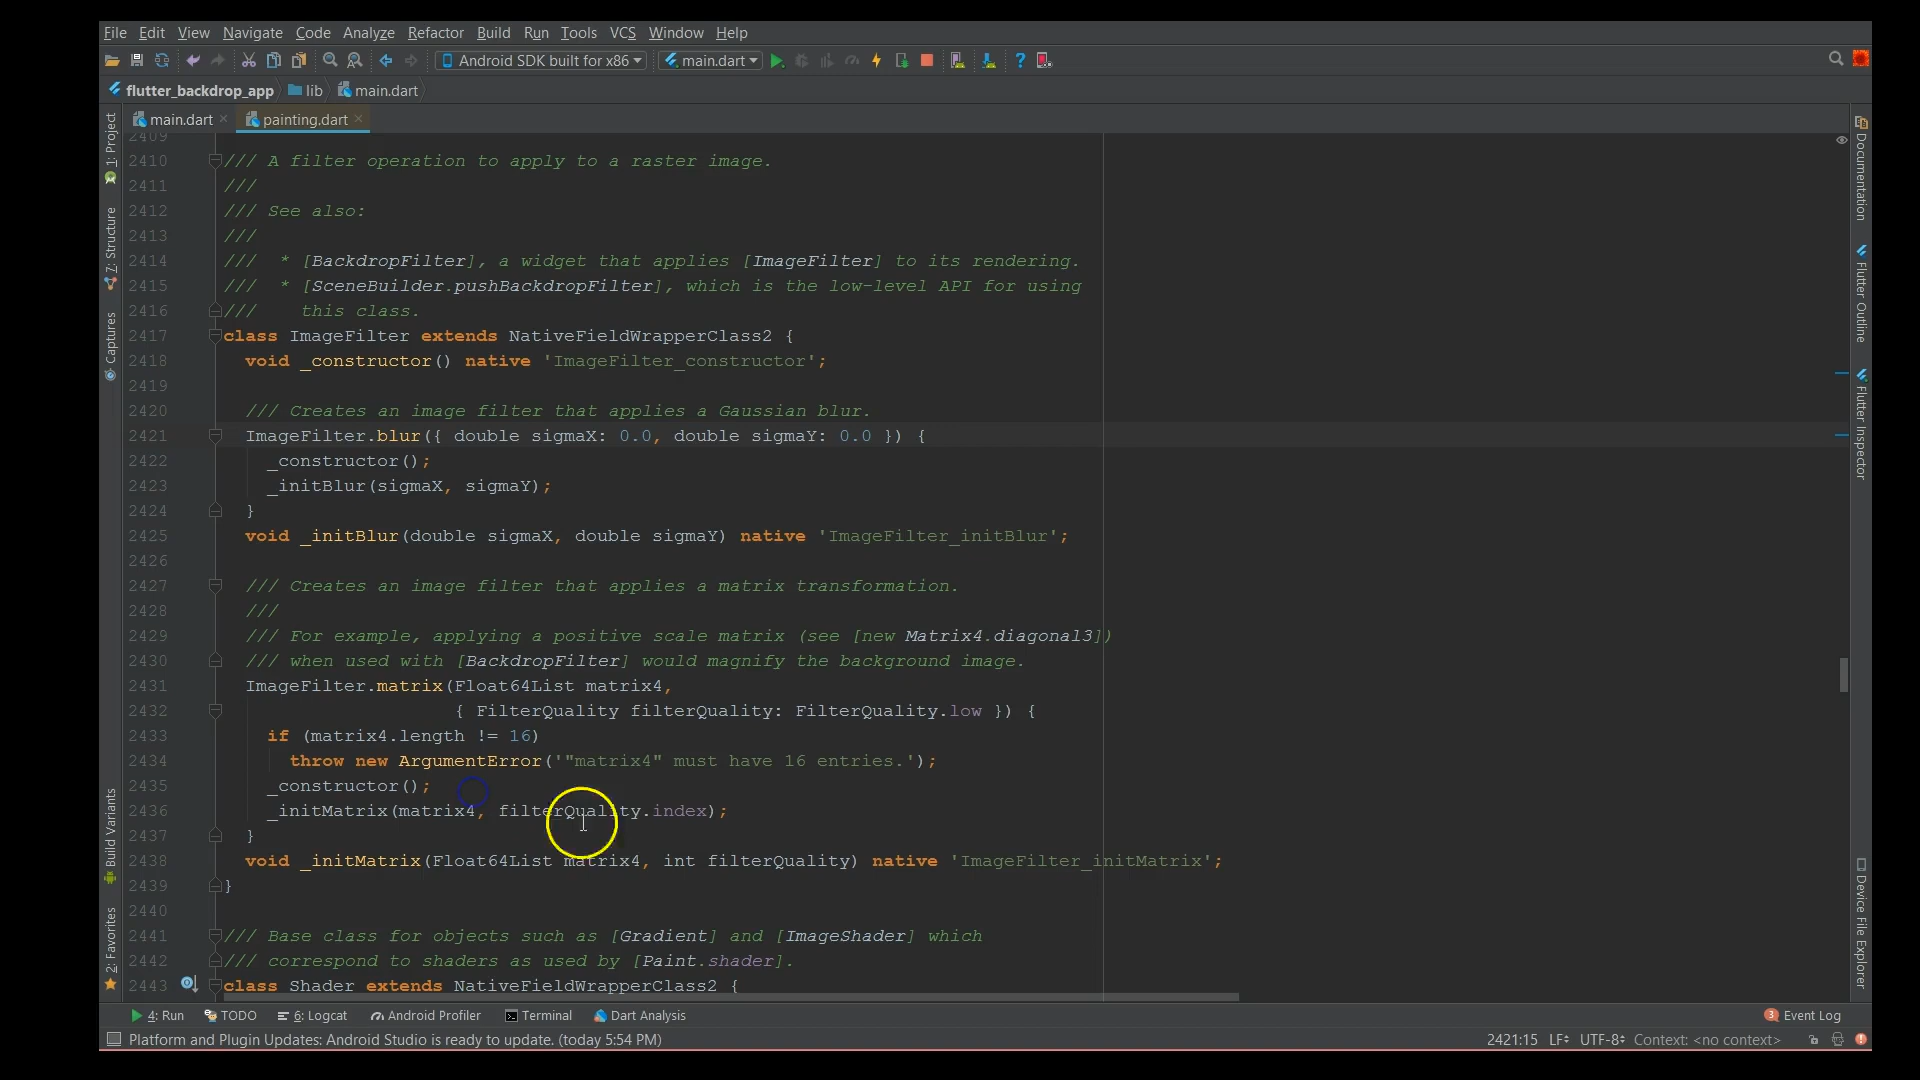 File Edit View Navigate Code Analyze Refactor Build Run Tools VCS Window Help
Android SDK built for x86 main.dart
flutter_backdrop_app lib main.dart
main.dart painting.dart
2409
2410 /// A filter operation to apply to a raster image.
2411 ///
2412 /// See also:
2413 ///
2414 ///  * [BackdropFilter], a widget that applies [ImageFilter] to its rendering.
2415 ///  * [SceneBuilder.pushBackdropFilter], which is the low-level API for using
2416 ///    this class.
2417 class ImageFilter extends NativeFieldWrapperClass2 {
2418   void _constructor() native 'ImageFilter_constructor';
2419
2420   /// Creates an image filter that applies a Gaussian blur.
2421   ImageFilter.blur({ double sigmaX: 0.0, double sigmaY: 0.0 }) {
2422     _constructor();
2423     _initBlur(sigmaX, sigmaY);
2424   }
2425   void _initBlur(double sigmaX, double sigmaY) native 'ImageFilter_initBlur';
2426
2427   /// Creates an image filter that applies a matrix transformation.
2428   ///
2429   /// For example, applying a positive scale matrix (see [new Matrix4.diagonal3])
2430   /// when used with [BackdropFilter] would magnify the background image.
2431   ImageFilter.matrix(Float64List matrix4,
2432                      { FilterQuality filterQuality: FilterQuality.low }) {
2433     if (matrix4.length != 16)
2434       throw new ArgumentError('"matrix4" must have 16 entries.');
2435     _constructor();
2436     _initMatrix(matrix4, filterQuality.index);
2437   }
2438   void _initMatrix(Float64List matrix4, int filterQuality) native 'ImageFilter_initMatrix';
2439 }
2440
2441 /// Base class for objects such as [Gradient] and [ImageShader] which
2442 /// correspond to shaders as used by [Paint.shader].
2443 class Shader extends NativeFieldWrapperClass2 {
1: Project
Z: Structure
Captures
Build Variants
2: Favorites
Documentation
Flutter Outline
Flutter Inspector
Device File Explorer
4: Run TODO 6: Logcat Android Profiler Terminal Dart Analysis 3 Event Log
Platform and Plugin Updates: Android Studio is ready to update. (today 5:54 PM) 2421:15 LF UTF-8 Context: <no context>